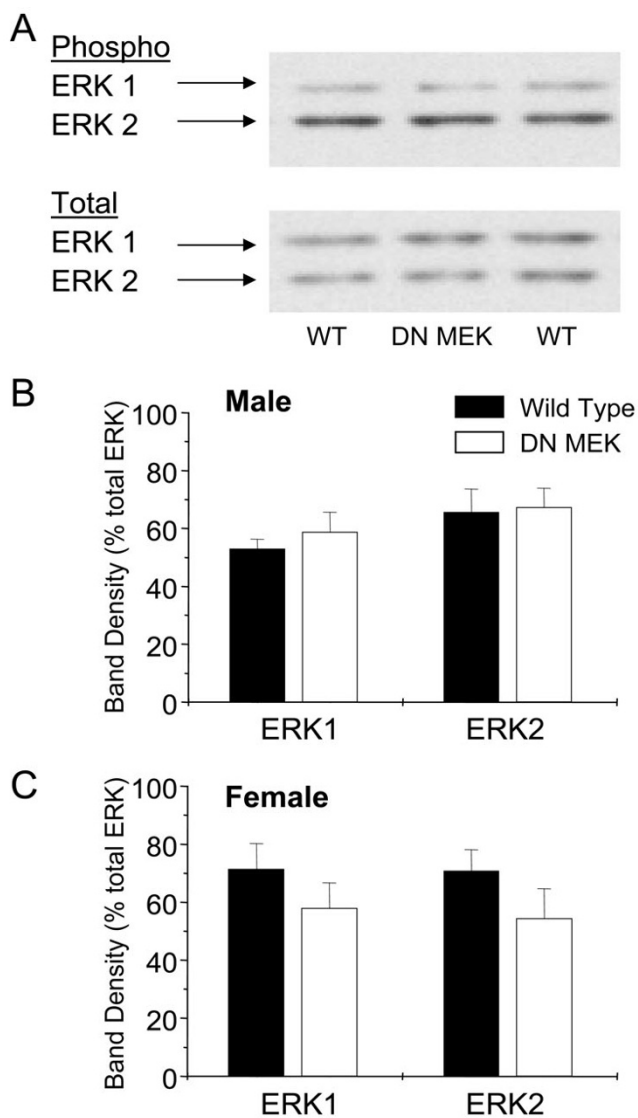 A
Phospho
ERK 1
ERK 2
Total
ERK 1
ERK 2
WT DN MEK WT
B
Male
Wild Type
DN MEK
Band Density (% total ERK)
100
80
60
40
20
0
ERK1 ERK2
C
Female
Band Density (% total ERK)
100
80
60
40
20
0
ERK1 ERK2